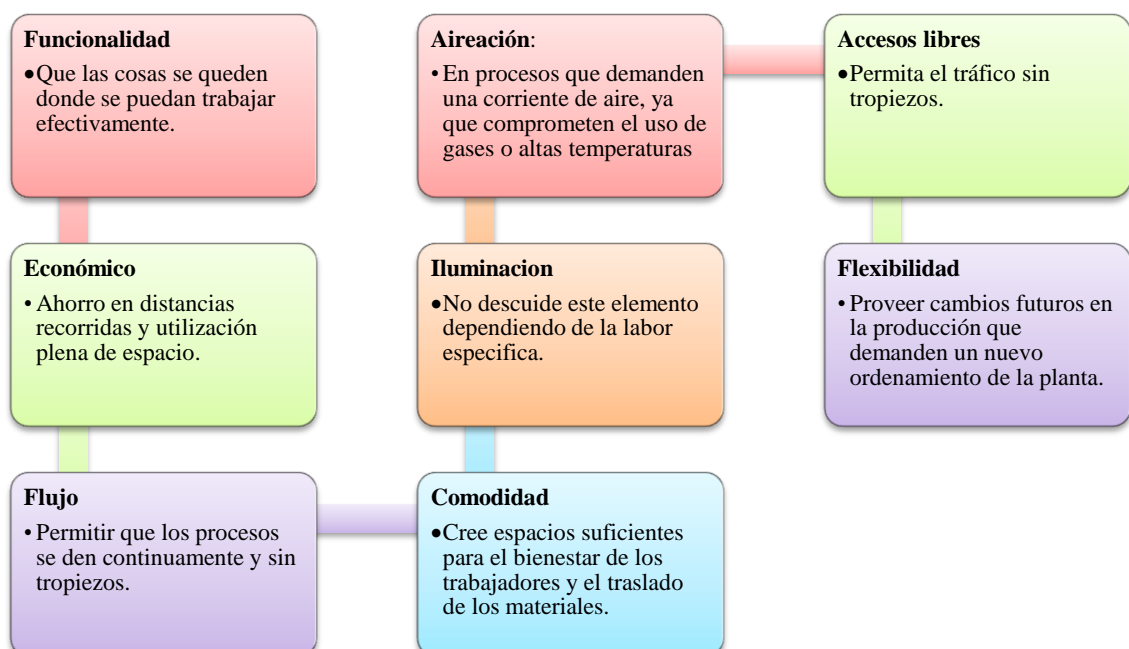 Funcionalidad
•Que las cosas se queden
donde se puedan trabajar
efectivamente.
Económico
• Ahorro en distancias
recorridas y utilización
plena de espacio.
Flujo
• Permitir que los procesos
se den continuamente y sin
tropiezos.
Comodidad
•Cree espacios suficientes
para el bienestar de los
trabajadores y el traslado
de los materiales.
Iluminacion
•No descuide este elemento
dependiendo de la labor
especifica.
Aireación:
• En procesos que demanden
una corriente de aire, ya
que comprometen el uso de
gases o altas temperaturas
Accesos libres
•Permita el tráfico sin
tropiezos.
Flexibilidad
• Proveer cambios futuros en
la producción que
demanden un nuevo
ordenamiento de la planta.